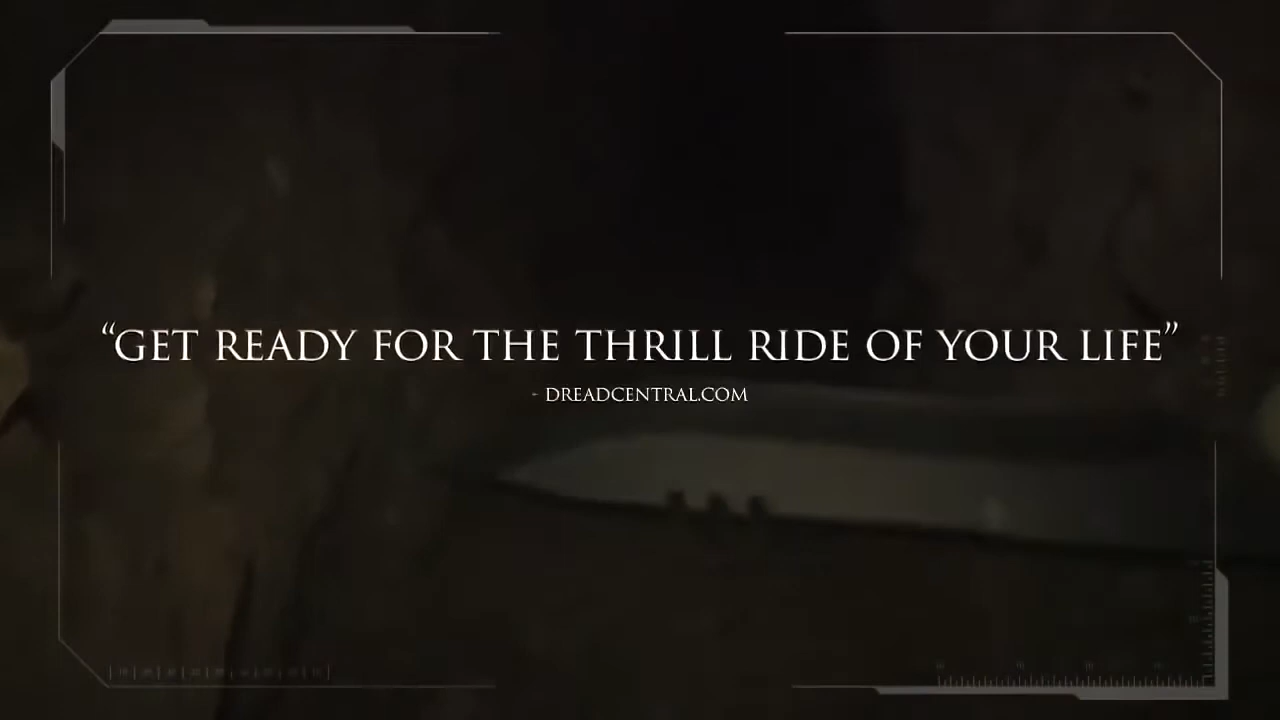 “GET READY FOR THE THRILL RIDE OF YOUR LIFE”
- DREADCENTRAL.COM